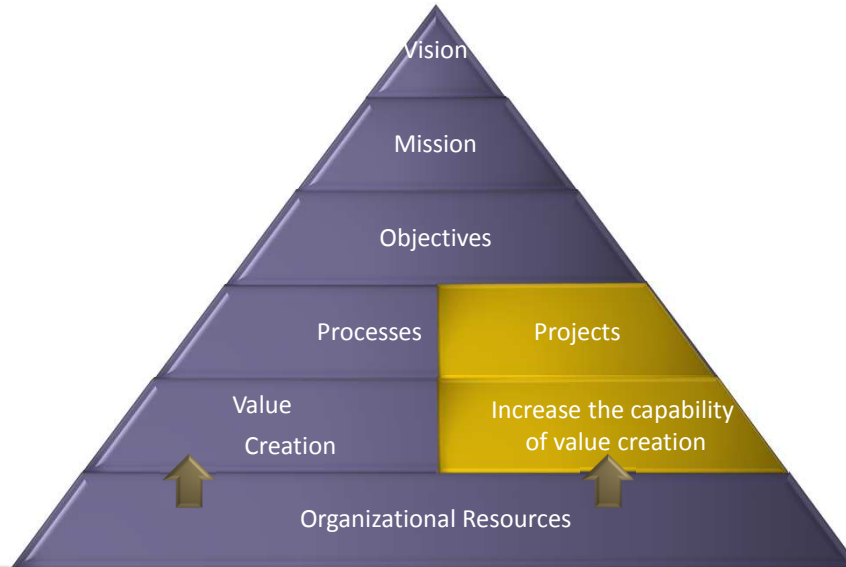 Vision
Mission
Objectives
Processes
Projects
Value
Creation
Increase the capability
of value creation
Organizational Resources